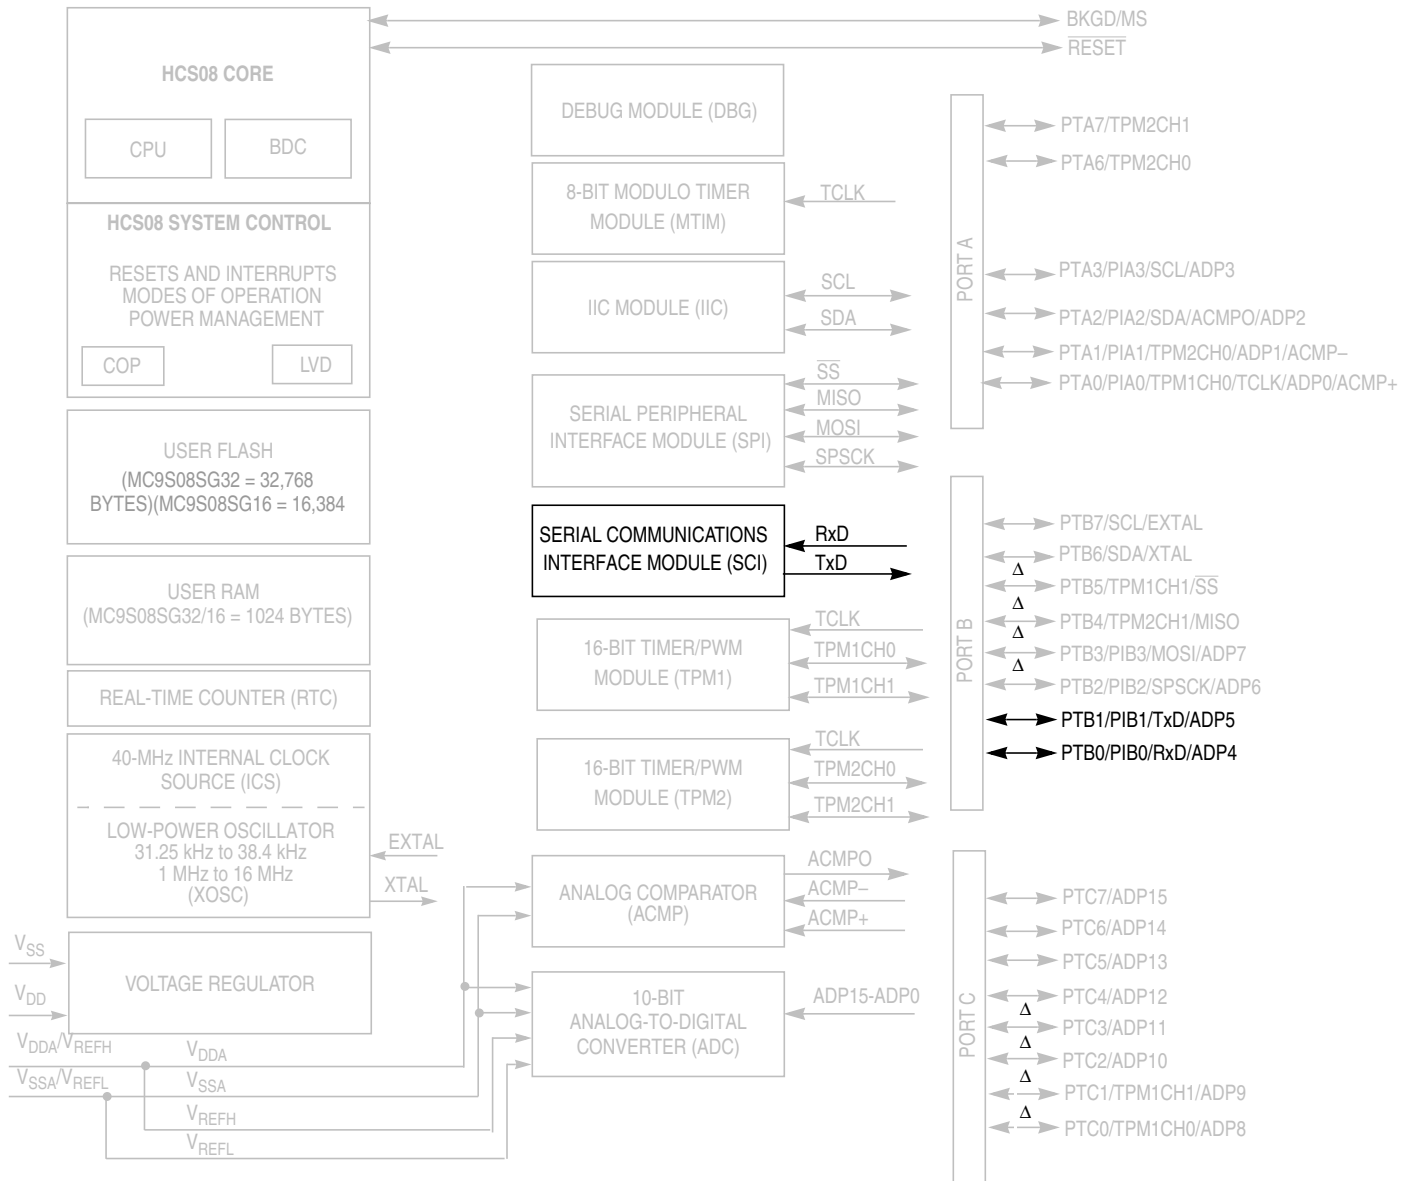 BKGD/MS
RESET
HCS08 CORE
CPU
BDC
HCS08 SYSTEM CONTROL
RESETS AND INTERRUPTS
MODES OF OPERATION
POWER MANAGEMENT
COP
LVD
USER FLASH
(MC9S08SG32 = 32,768
BYTES)(MC9S08SG16 = 16,384
USER RAM
(MC9S08SG32/16 = 1024 BYTES)
REAL-TIME COUNTER (RTC)
40-MHz INTERNAL CLOCK
SOURCE (ICS)
LOW-POWER OSCILLATOR
31.25 kHz to 38.4 kHz
1 MHz to 16 MHz
(XOSC)
EXTAL
XTAL
VSS
VDD
VOLTAGE REGULATOR
VDDA/VREFH
VSSA/VREFL
VDDA
VSSA
VREFH
VREFL
DEBUG MODULE (DBG)
8-BIT MODULO TIMER
MODULE (MTIM)
TCLK
IIC MODULE (IIC)
SCL
SDA
SERIAL PERIPHERAL
INTERFACE MODULE (SPI)
SS
MISO
MOSI
SPSCK
SERIAL COMMUNICATIONS
INTERFACE MODULE (SCI)
RxD
TxD
16-BIT TIMER/PWM
MODULE (TPM1)
TCLK
TPM1CH0
TPM1CH1
16-BIT TIMER/PWM
MODULE (TPM2)
TCLK
TPM2CH0
TPM2CH1
ANALOG COMPARATOR
(ACMP)
ACMPO
ACMP–
ACMP+
10-BIT
ANALOG-TO-DIGITAL
CONVERTER (ADC)
ADP15-ADP0
PORT A
PTA7/TPM2CH1
PTA6/TPM2CH0
PTA3/PIA3/SCL/ADP3
PTA2/PIA2/SDA/ACMPO/ADP2
PTA1/PIA1/TPM2CH0/ADP1/ACMP–
PTA0/PIA0/TPM1CH0/TCLK/ADP0/ACMP+
PORT B
PTB7/SCL/EXTAL
PTB6/SDA/XTAL
Δ
PTB5/TPM1CH1/SS
Δ
PTB4/TPM2CH1/MISO
Δ
PTB3/PIB3/MOSI/ADP7
Δ
PTB2/PIB2/SPSCK/ADP6
PTB1/PIB1/TxD/ADP5
PTB0/PIB0/RxD/ADP4
PORT C
PTC7/ADP15
PTC6/ADP14
PTC5/ADP13
PTC4/ADP12
Δ
PTC3/ADP11
Δ
PTC2/ADP10
Δ
PTC1/TPM1CH1/ADP9
Δ
PTC0/TPM1CH0/ADP8